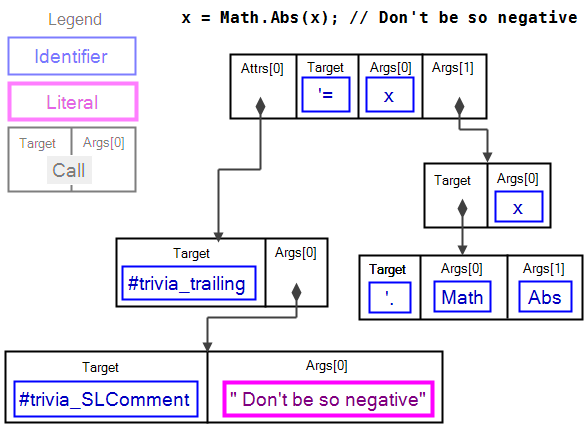 Legend
x = Math.Abs(x); // Don't be so negative
Identifier
Literal
Target Args[0]
Call
Attrs[0] Target Args[0] Args[1]
'= x
Target Args[0]
x
Target Args[0]
#trivia_trailing
Target Args[0] Args[1]
'. Math Abs
Target Args[0]
#trivia_SLComment " Don't be so negative"